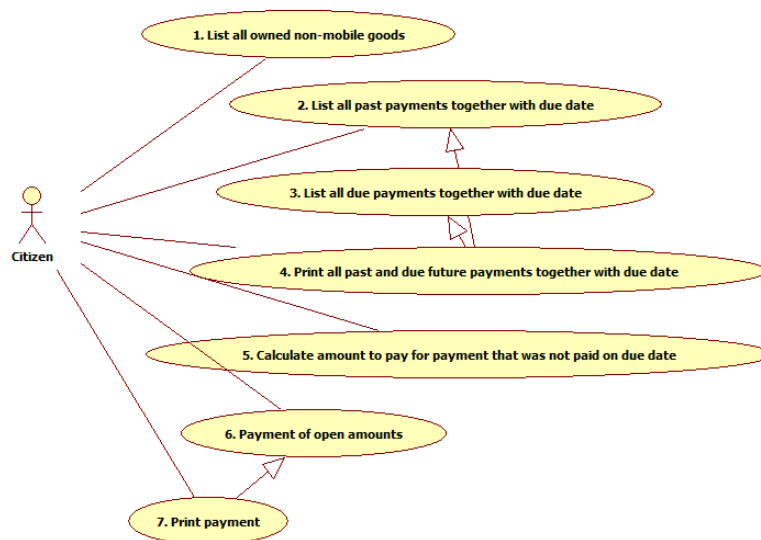 1. List all owned non-mobile goods
2. List all past payments together with due date
3. List all due payments together with due date
Citizen
4. Print all past and due future payments together with due date
5. Calculate amount to pay for payment that was not paid on due date
6. Payment of open amounts
7. Print payment